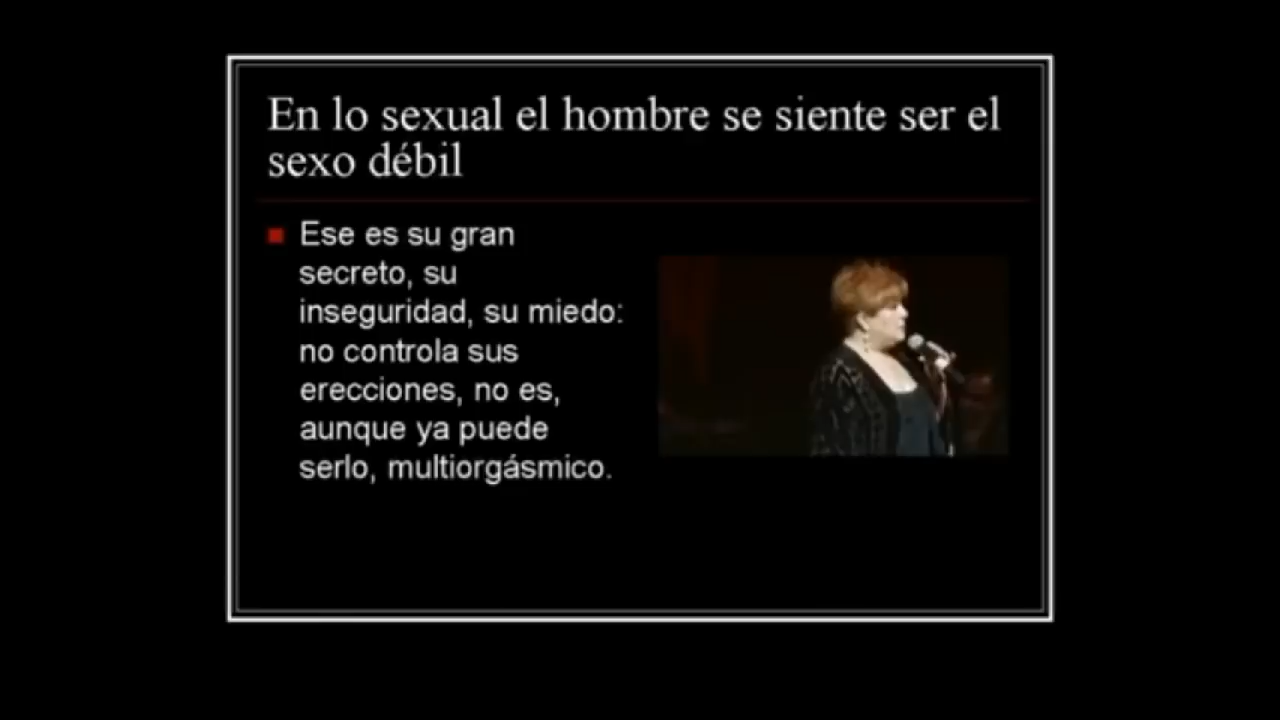 En lo sexual el hombre se siente ser el
sexo débil
Ese es su gran
secreto, su
inseguridad, su miedo:
no controla sus
erecciones, no es,
aunque ya puede
serlo, multiorgásmico.